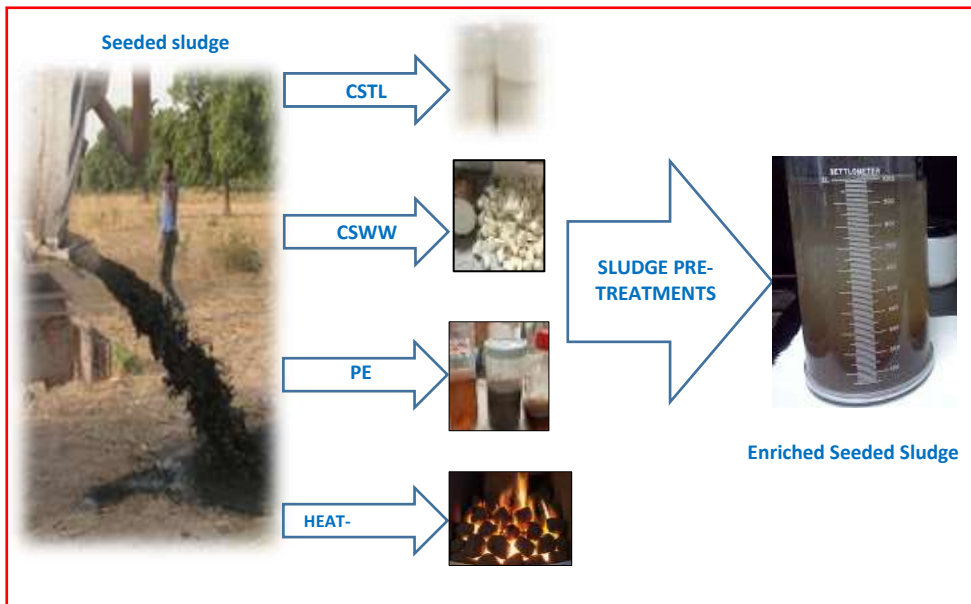 Seeded sludge
CSTL
CSWW
PE
HEAT-
SLUDGE PRE-
TREATMENTS
SETTLOMETER
Enriched Seeded Sludge